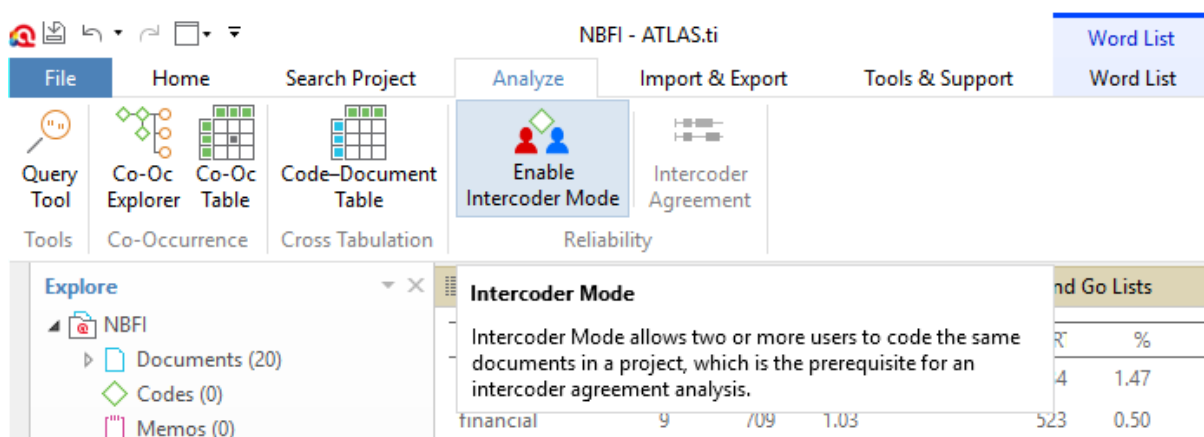 NBFI - ATLAS.ti
Word List
File Home Search Project Analyze Import & Export Tools & Support Word List
Query Tool
Co-Oc Explorer
Co-Oc Table
Code–Document Table
Enable Intercoder Mode
Intercoder Agreement
Tools Co-Occurrence Cross Tabulation Reliability
Explore
nd Go Lists
NBFI
Documents (20)
Codes (0)
Memos (0)
Intercoder Mode
Intercoder Mode allows two or more users to code the same
documents in a project, which is the prerequisite for an
intercoder agreement analysis.
%
4 1.47
financial 9 709 1.03 523 0.50